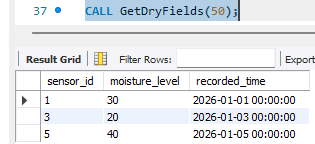 37 CALL GetDryFields(50);
Result Grid Filter Rows: Export
sensor_id moisture_level recorded_time
1 30 2026-01-01 00:00:00
3 20 2026-01-03 00:00:00
5 40 2026-01-05 00:00:00